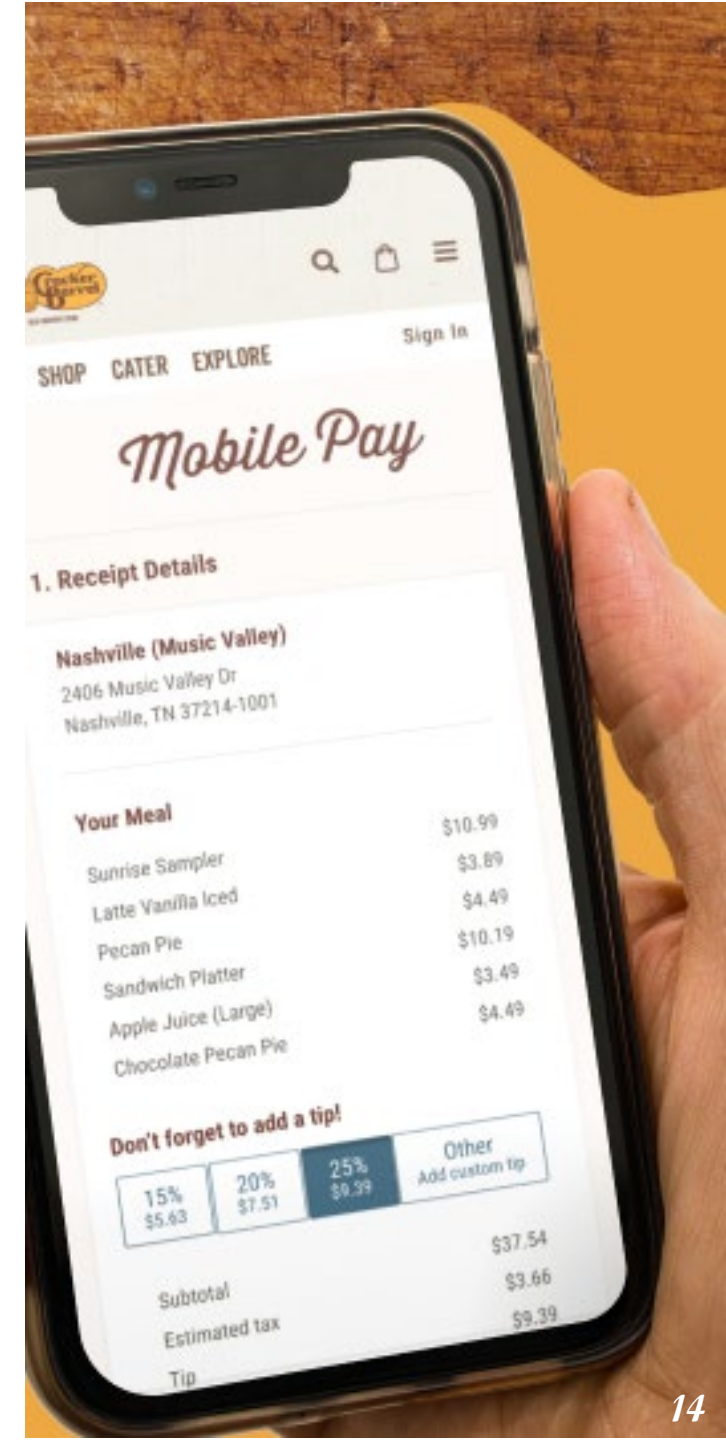 Cracker
Barrel
SHOP CATER EXPLORE Sign In
Mobile Pay
1. Receipt Details
Nashville (Music Valley)
2406 Music Valley Dr
Nashville, TN 37214-1001
Your Meal
Sunrise Sampler $10.99
Latte Vanilla Iced $3.89
Pecan Pie $4.49
Sandwich Platter $10.19
Apple Juice (Large) $3.49
Chocolate Pecan Pie $4.49
Don't forget to add a tip!
15% 20% 25% Other
$5.63 $7.51 $9.39 Add custom tip
Subtotal $37.54
Estimated tax $3.66
Tip $9.39
14